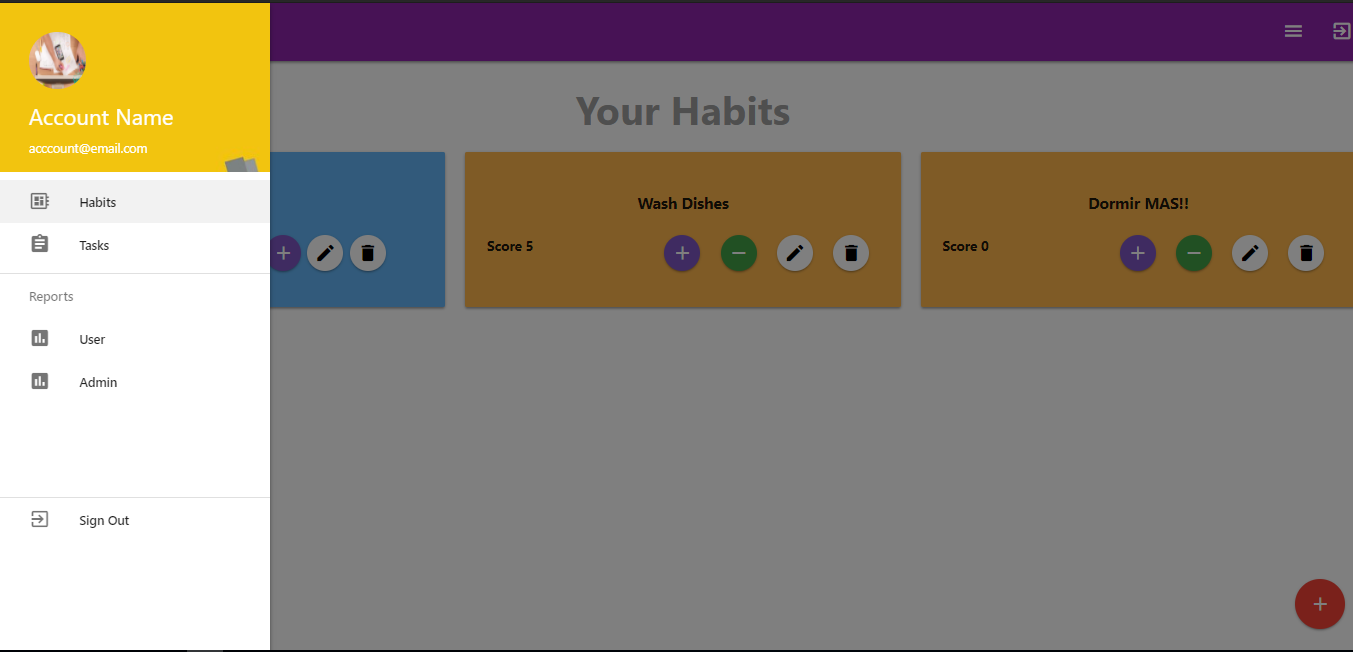 Account Name
acccount@email.com
Habits
Tasks
Reports
User
Admin
Sign Out
Your Habits
Wash Dishes
Score 5
Dormir MAS!!
Score 0